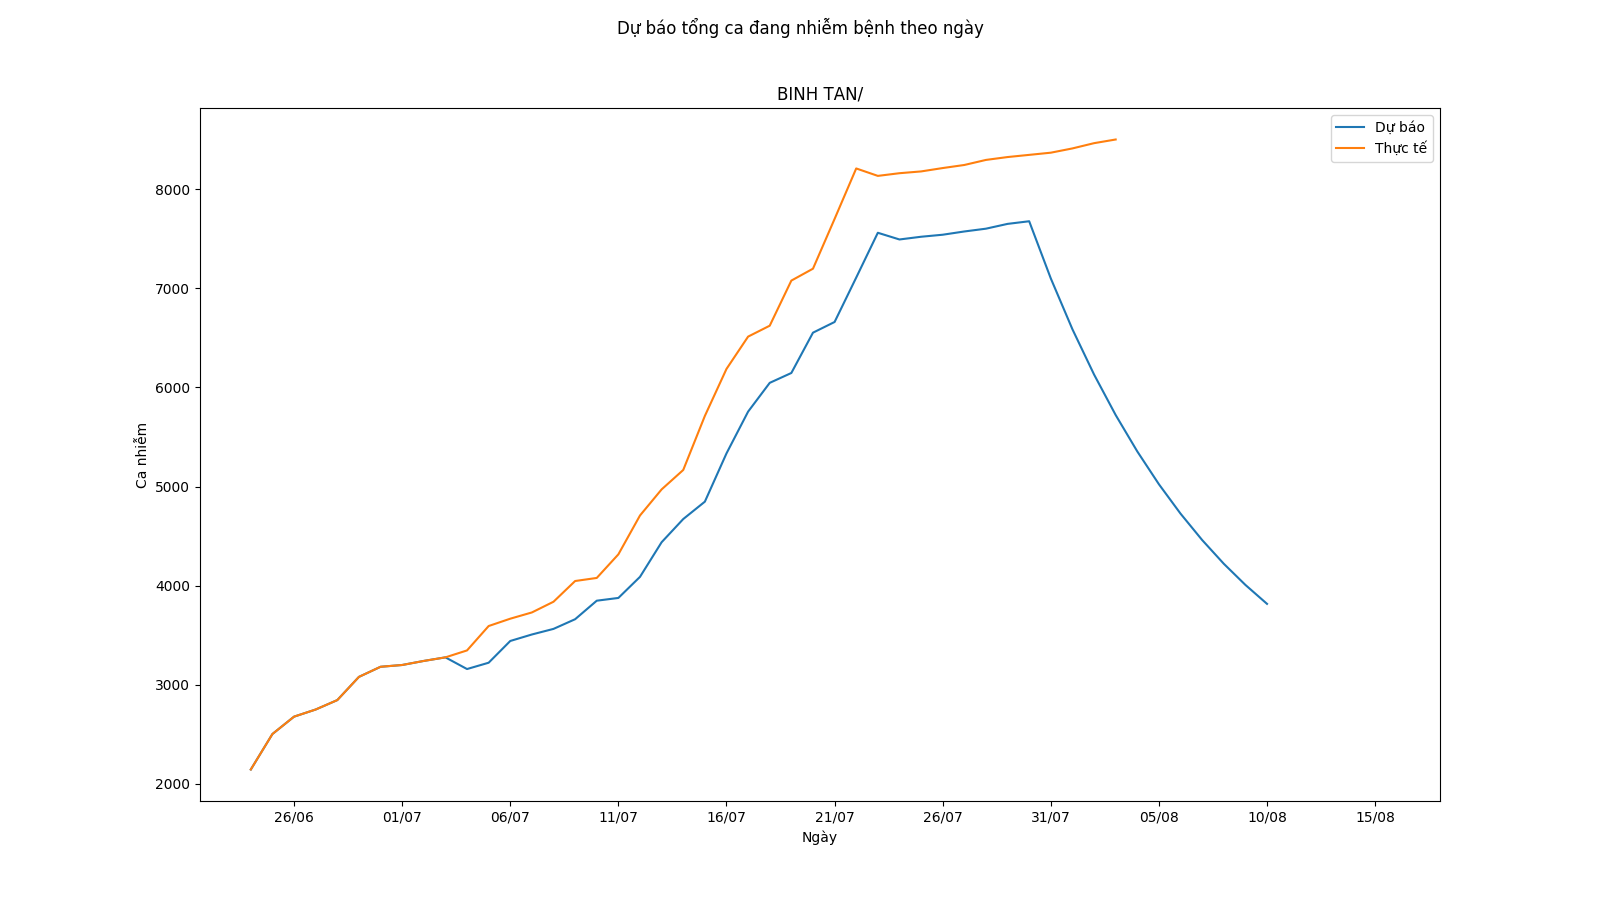 Dự báo tổng ca đang nhiễm bệnh theo ngày
BINH TAN/
Dự báo
Thực tế
8000
7000
6000
5000
4000
3000
2000
Ca nhiễm
26/06 01/07 06/07 11/07 16/07 21/07 26/07 31/07 05/08 10/08 15/08
Ngày